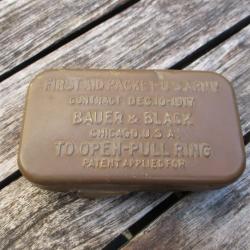 FIRST AID PACKET-U.S. ARMY
CONTRACT DEC.10-1917.
BAUER & BLACK
CHICAGO, U.S.A.
TO OPEN-PULL RING
PATENT APPLIED FOR